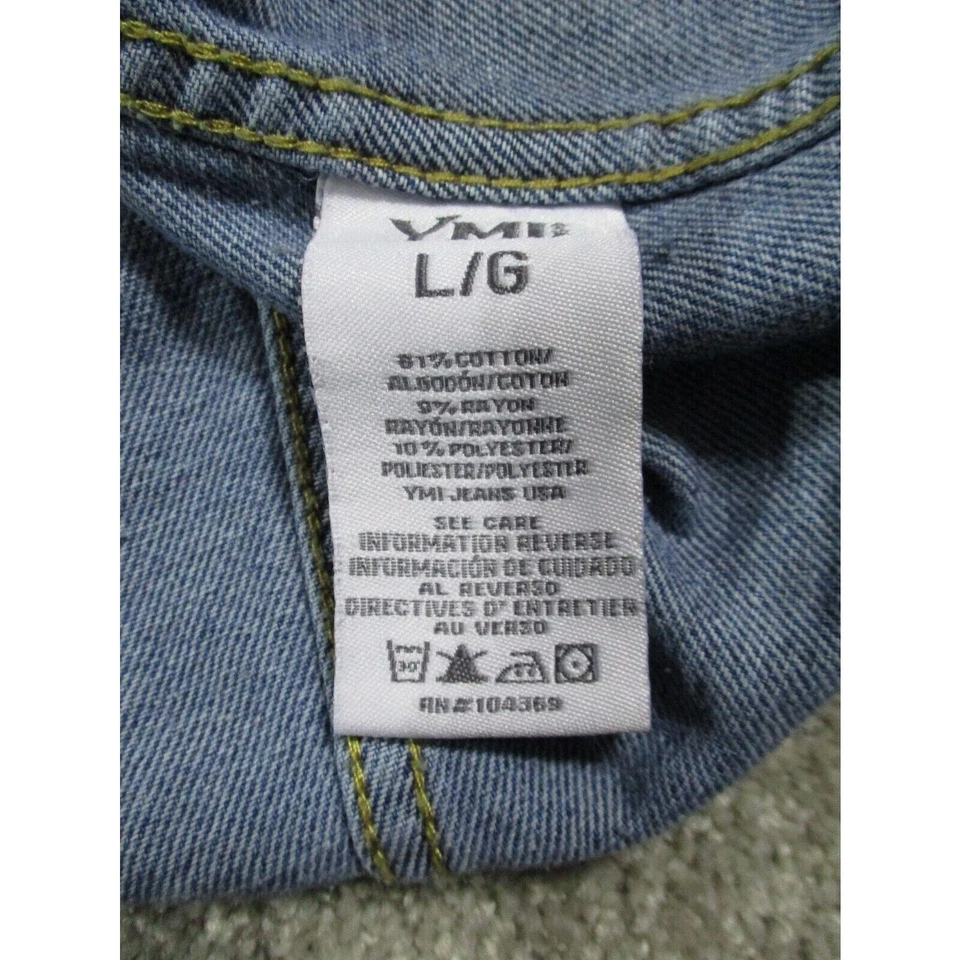 YMI
L/G
81% COTTON/
ALGODÓN/COTON
9% RAYON
RAYÓN/RAYONNE
10% POLYESTER/
POLIESTER/POLYESTER
YMI JEANS USA
SEE CARE
INFORMATION REVERSE
INFORMACIÓN DE CUIDADO
AL REVERSO
DIRECTIVES D' ENTRETIER
AU VERSO
30°
RN#104369